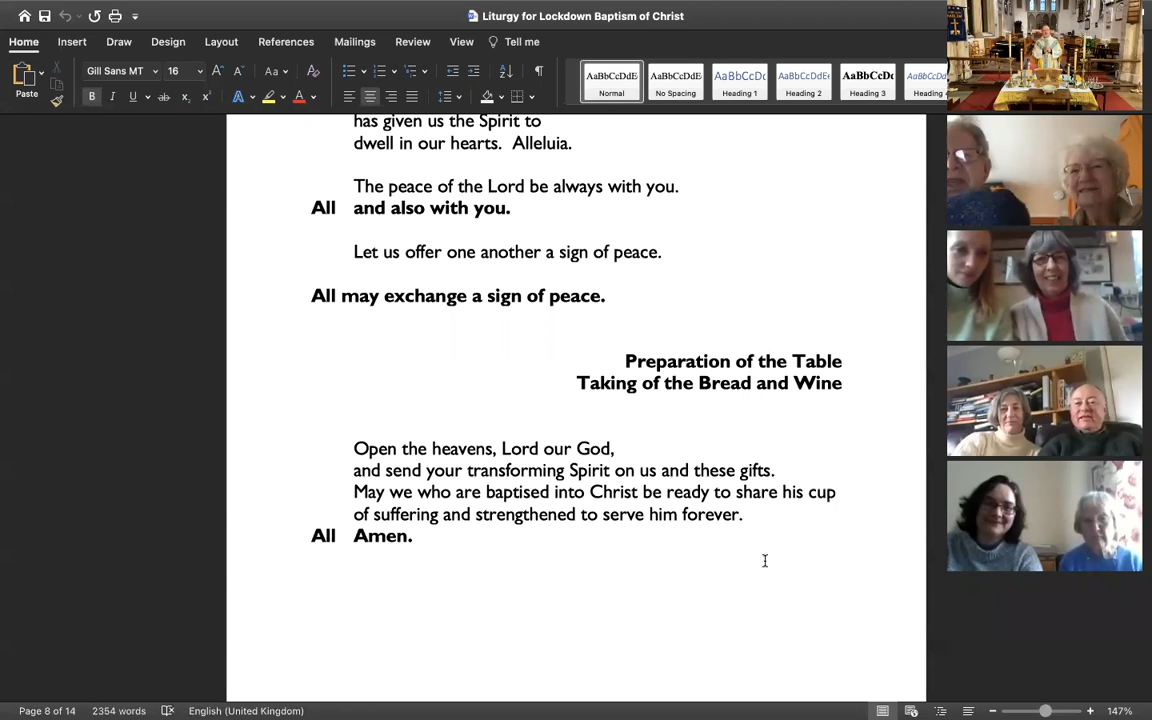 Liturgy for Lockdown Baptism of Christ
Home Insert Draw Design Layout References Mailings Review View Tell me
Paste
Gill Sans MT 16
AaBbCcDdE AaBbCcDdE AaBbCcDc AaBbCcDdEe AaBbCcDc AaBbCcDdEe
Normal No Spacing Heading 1 Heading 2 Heading 3 Heading
has given us the Spirit to
dwell in our hearts. Alleluia.
The peace of the Lord be always with you.
All and also with you.
Let us offer one another a sign of peace.
All may exchange a sign of peace.
Preparation of the Table
Taking of the Bread and Wine
Open the heavens, Lord our God,
and send your transforming Spirit on us and these gifts.
May we who are baptised into Christ be ready to share his cup
of suffering and strengthened to serve him forever.
All Amen.
Page 8 of 14 2354 words English (United Kingdom) 147%